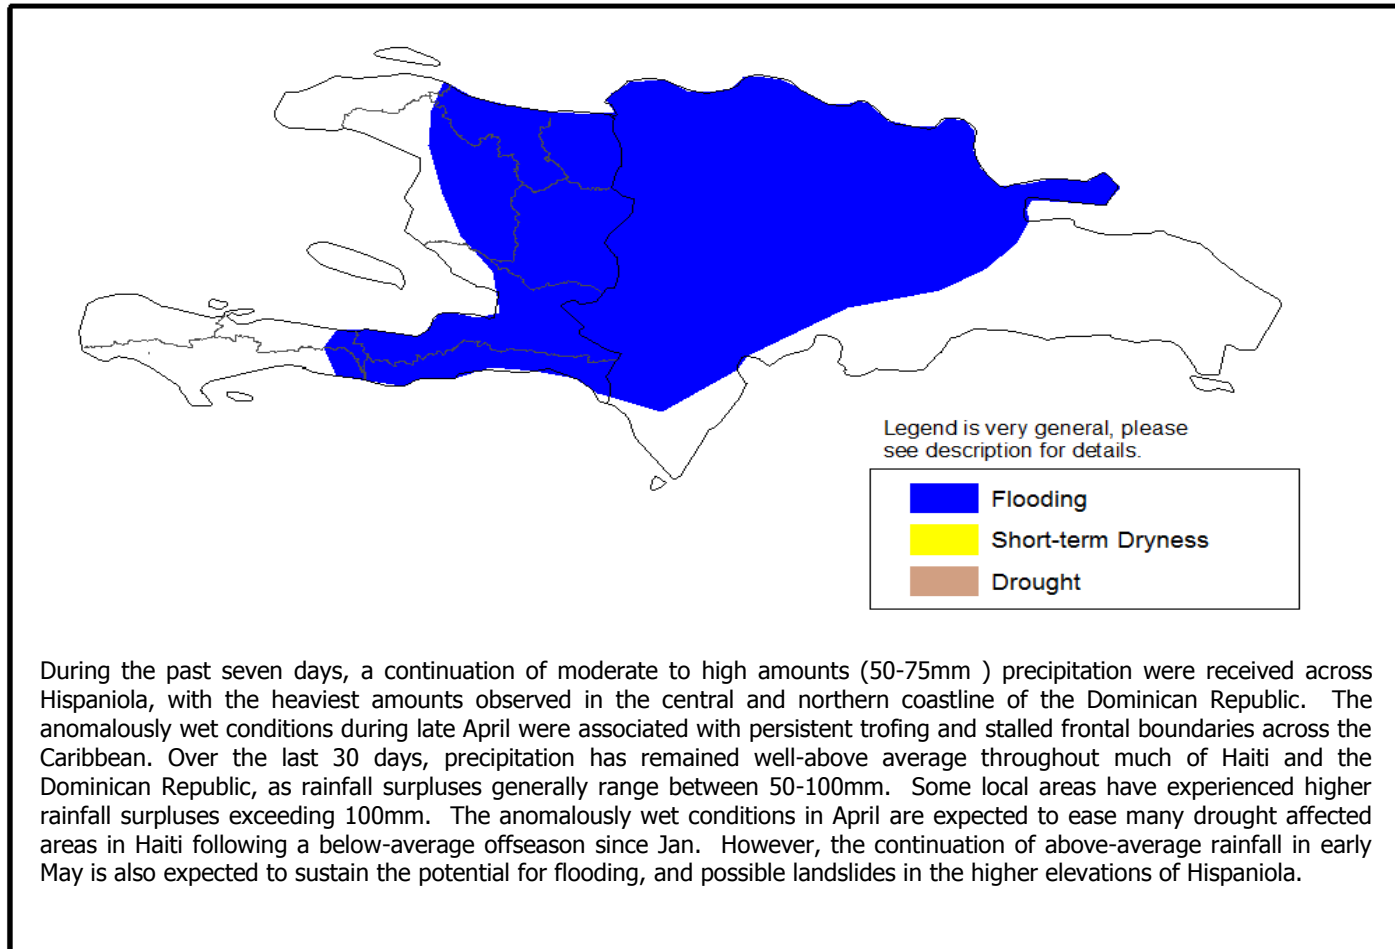 Legend is very general, please
see description for details.
Flooding
Short-term Dryness
Drought
During the past seven days, a continuation of moderate to high amounts (50-75mm ) precipitation were received across
Hispaniola, with the heaviest amounts observed in the central and northern coastline of the Dominican Republic. The
anomalously wet conditions during late April were associated with persistent trofing and stalled frontal boundaries across the
Caribbean. Over the last 30 days, precipitation has remained well-above average throughout much of Haiti and the
Dominican Republic, as rainfall surpluses generally range between 50-100mm. Some local areas have experienced higher
rainfall surpluses exceeding 100mm. The anomalously wet conditions in April are expected to ease many drought affected
areas in Haiti following a below-average offseason since Jan. However, the continuation of above-average rainfall in early
May is also expected to sustain the potential for flooding, and possible landslides in the higher elevations of Hispaniola.